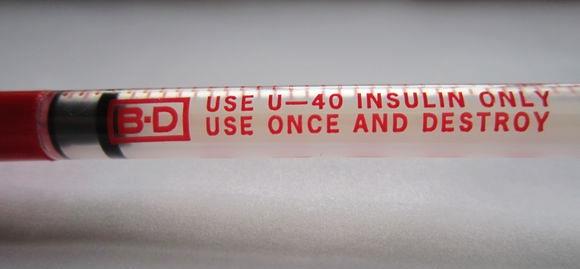 B-D
USE U-40 INSULIN ONLY
USE ONCE AND DESTROY